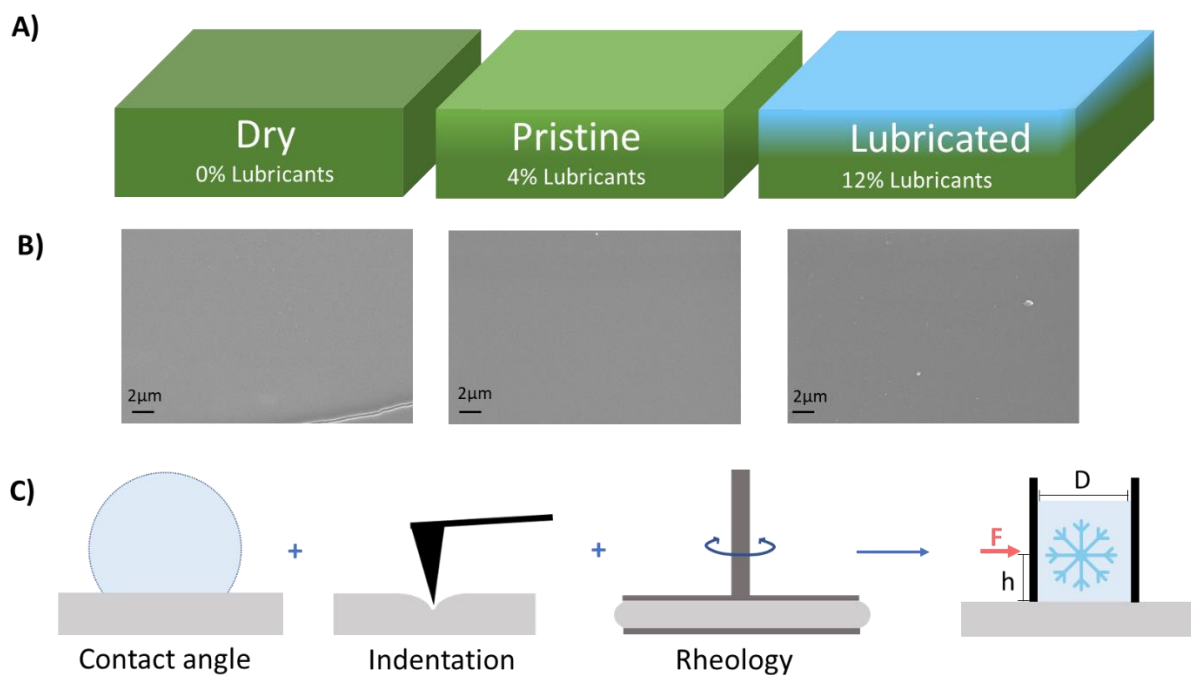 A)
Dry
0% Lubricants
Pristine
4% Lubricants
Lubricated
12% Lubricants
B)
2µm
2µm
2µm
C)
Contact angle
+
Indentation
+
Rheology
F
h
D